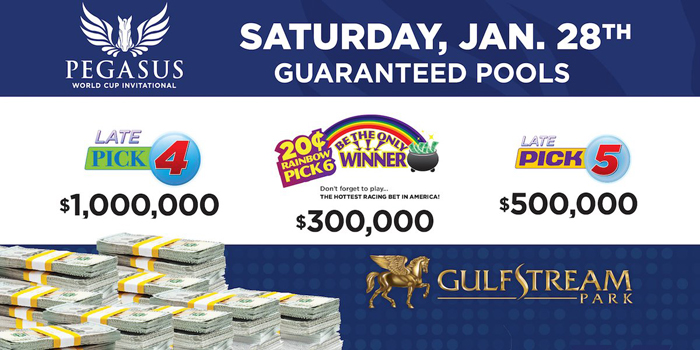 PEGASUS
WORLD CUP INVITATIONAL
SATURDAY, JAN. 28TH
GUARANTEED POOLS
LATE
PICK 4
$1,000,000
20¢
RAINBOW
PICK 6
BE THE ONLY
WINNER
Don't forget to play...
THE HOTTEST RACING BET IN AMERICA!
$300,000
LATE
PICK 5
$500,000
GULFSTREAM
PARK